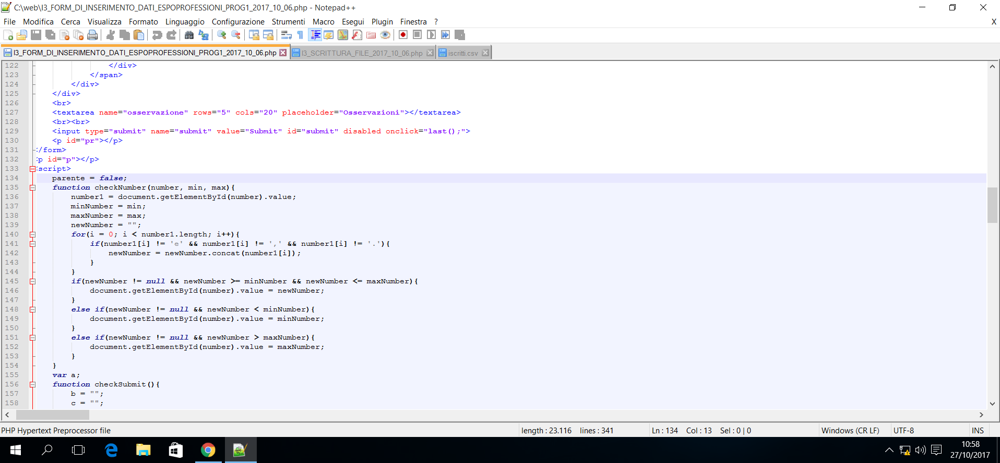 C:\web\I3_FORM_DI_INSERIMENTO_DATI_ESPOPROFESSIONI_PROG1_2017_10_06.php - Notepad++
File Modifica Cerca Visualizza Formato Linguaggio Configurazione Strumenti Macro Esegui Plugin Finestra ? X
I3_FORM_DI_INSERIMENTO_DATI_ESPOPROFESSIONI_PROG1_2017_10_06.php I3_SCRITTURA_FILE_2017_10_06.php iscritti.csv
122 </div>
123 </span>
124 </div>
125 </div>
126 <br>
127 <textarea name="osservazione" rows="5" cols="20" placeholder="Osservazioni"></textarea>
128 <br><br>
129 <input type="submit" name="submit" value="Submit" id="submit" disabled onclick="last();">
130 <p id="pr"></p>
131 </form>
132 <p id="p"></p>
133 <script>
134 parente = false;
135 function checkNumber(number, min, max){
136 number1 = document.getElementById(number).value;
137 minNumber = min;
138 maxNumber = max;
139 newNumber = "";
140 for(i = 0; i < number1.length; i++){
141 if(number1[i] != 'e' && number1[i] != ',' && number1[i] != '.'){
142 newNumber = newNumber.concat(number1[i]);
143 }
144 }
145 if(newNumber != null && newNumber >= minNumber && newNumber <= maxNumber){
146 document.getElementById(number).value = newNumber;
147 }
148 else if(newNumber != null && newNumber < minNumber){
149 document.getElementById(number).value = minNumber;
150 }
151 else if(newNumber != null && newNumber > maxNumber){
152 document.getElementById(number).value = maxNumber;
153 }
154 }
155 var a;
156 function checkSubmit(){
157 b = "";
158 c = "";
PHP Hypertext Preprocessor file length : 23.116 lines : 341 Ln : 134 Col : 13 Sel : 0 | 0 Windows (CR LF) UTF-8 INS
10:58
27/10/2017